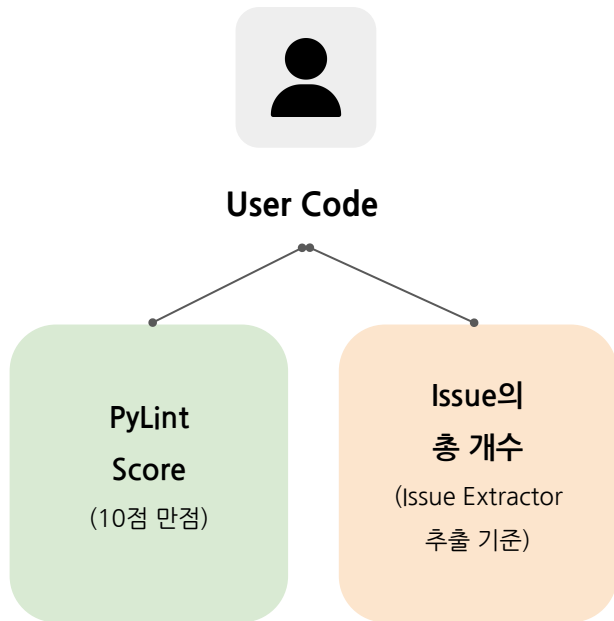 User Code
PyLint
Score
(10점 만점)
Issue의
총 개수
(Issue Extractor
추출 기준)